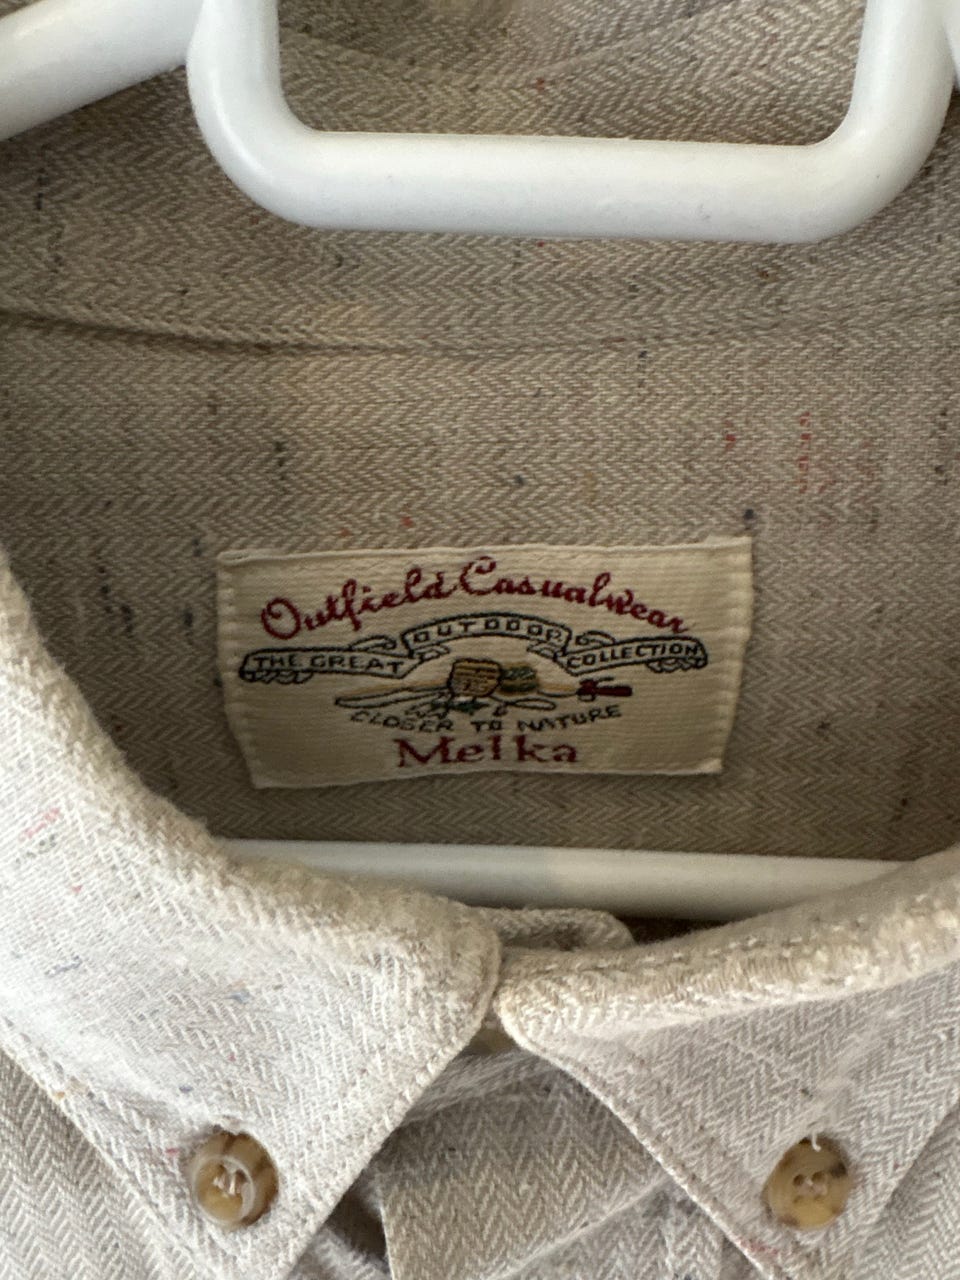 Outfield Casualwear
THE GREAT OUTDOOR COLLECTION
CLOSER TO NATURE
Melka